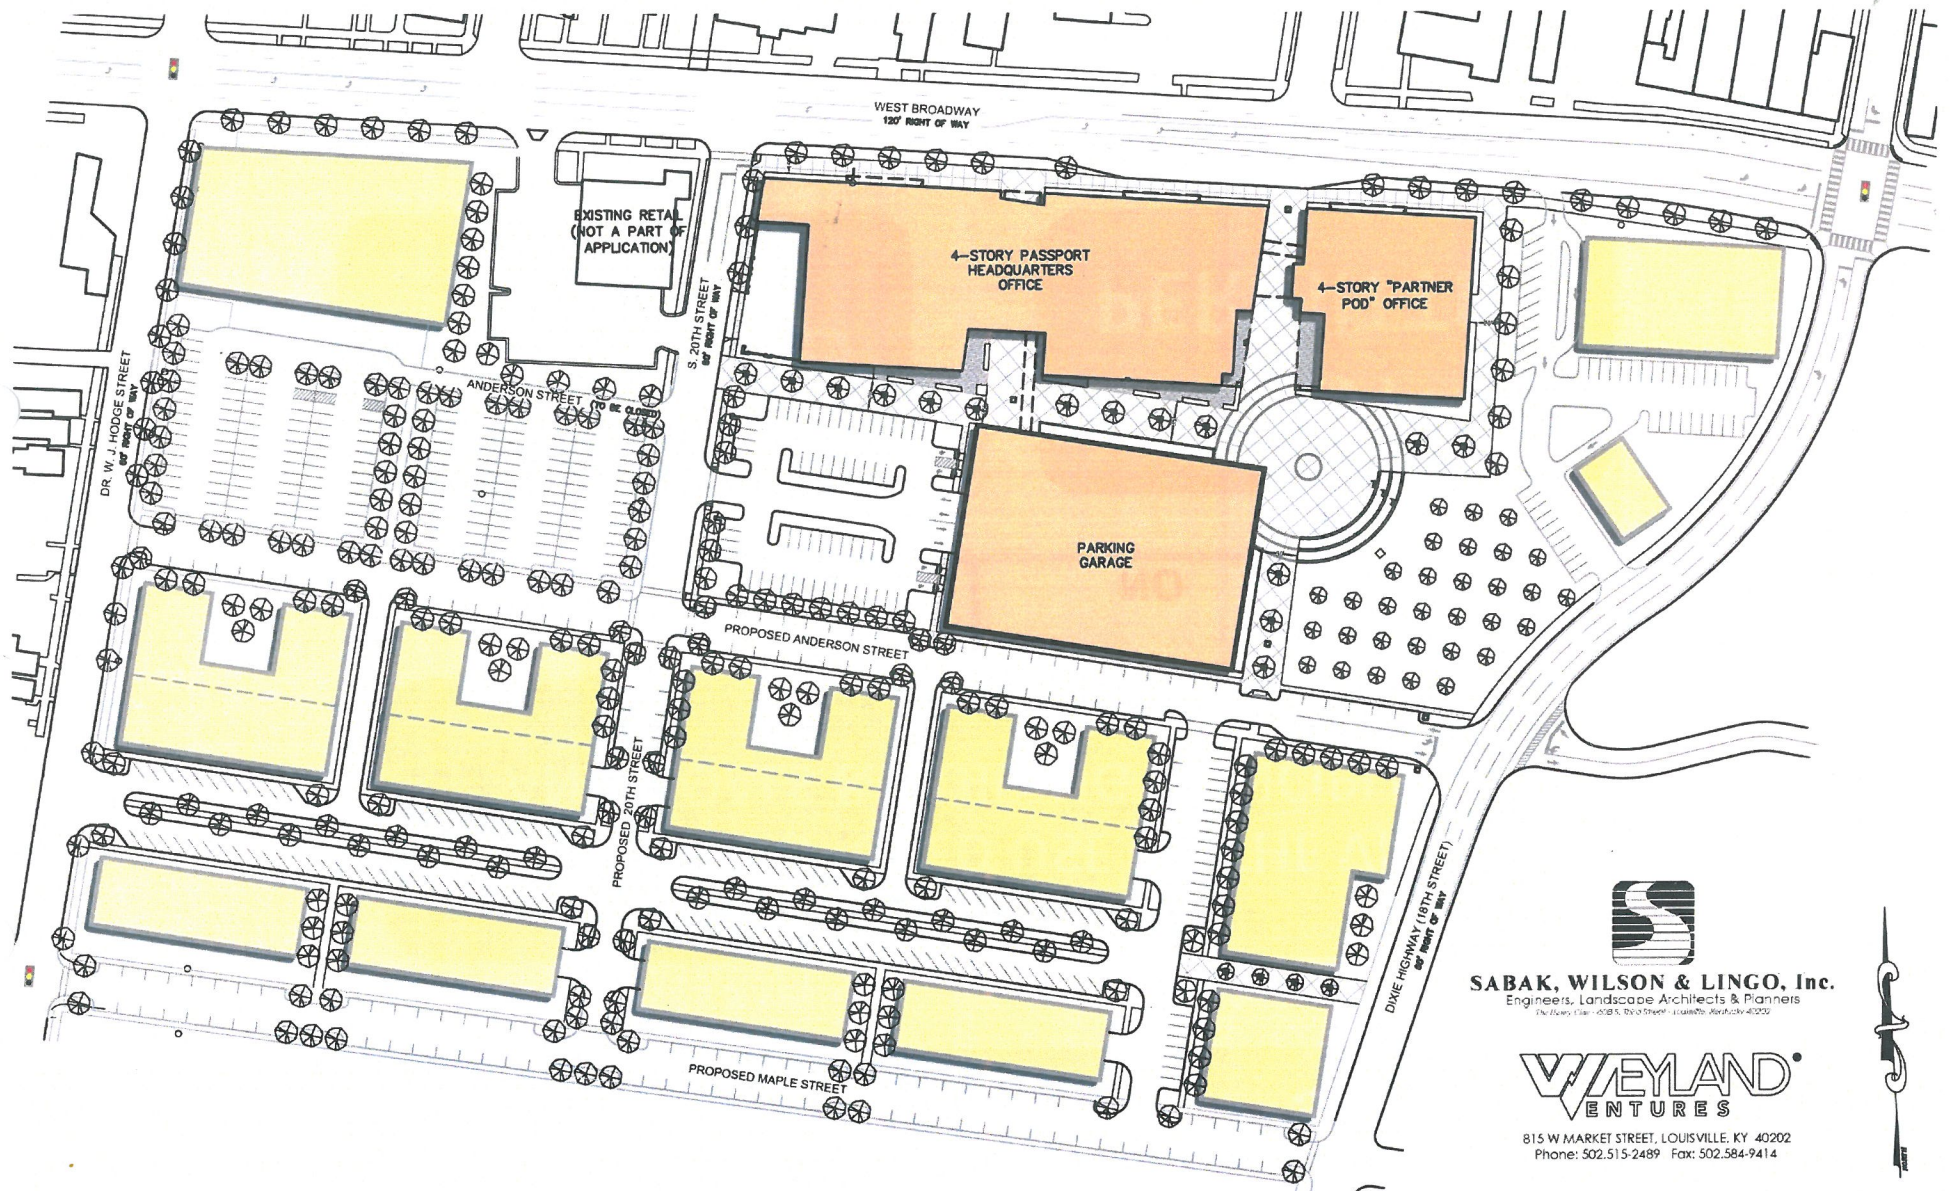 WEST BROADWAY
120' RIGHT OF WAY
EXISTING RETAIL
(NOT A PART OF
APPLICATION)
4-STORY PASSPORT
HEADQUARTERS
OFFICE
4-STORY "PARTNER
POD" OFFICE
S. 20TH STREET
60' RIGHT OF WAY
DR. W. J. HODGE STREET
60' RIGHT OF WAY
ANDERSON STREET
(TO BE CLOSED)
PARKING
GARAGE
PROPOSED ANDERSON STREET
PROPOSED 20TH STREET
DIXIE HIGHWAY (18TH STREET)
RIGHT OF WAY
PROPOSED MAPLE STREET
SABAK, WILSON & LINGO, Inc.
Engineers, Landscape Architects & Planners
Louisville, Kentucky 40202
WEYLAND
VENTURES
815 W MARKET STREET, LOUISVILLE, KY 40202
Phone: 502.515-2489 Fax: 502.584-9414
NORTH